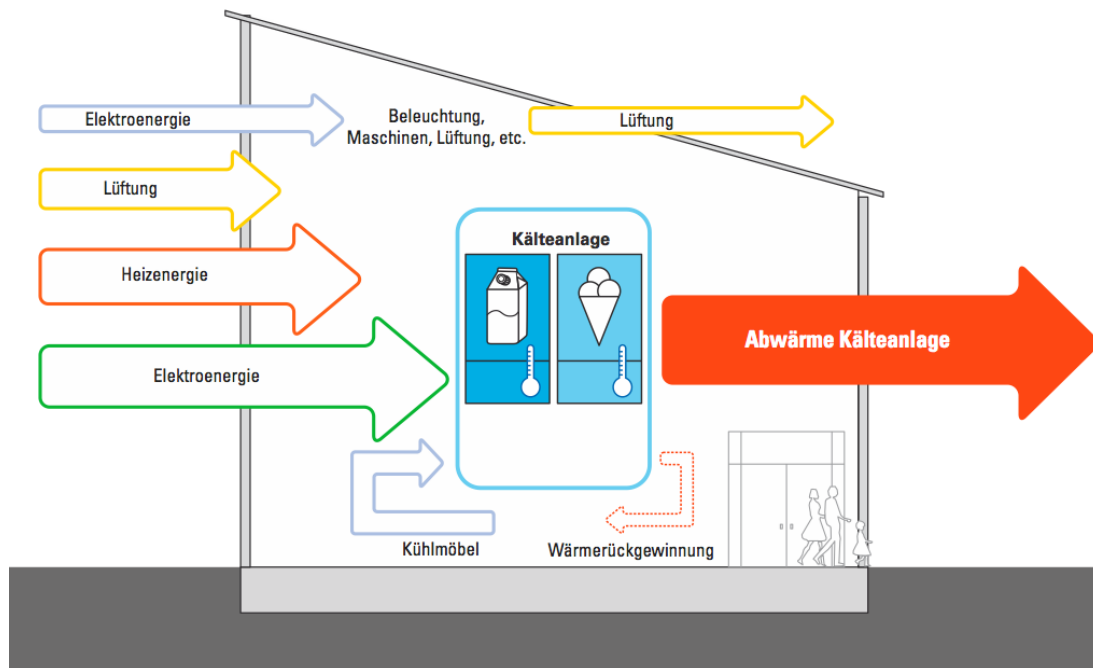 Elektroenergie
Beleuchtung,
Maschinen, Lüftung, etc.
Lüftung
Lüftung
Heizenergie
Elektroenergie
Kälteanlage
Abwärme Kälteanlage
Kühlmöbel
Wärmerückgewinnung